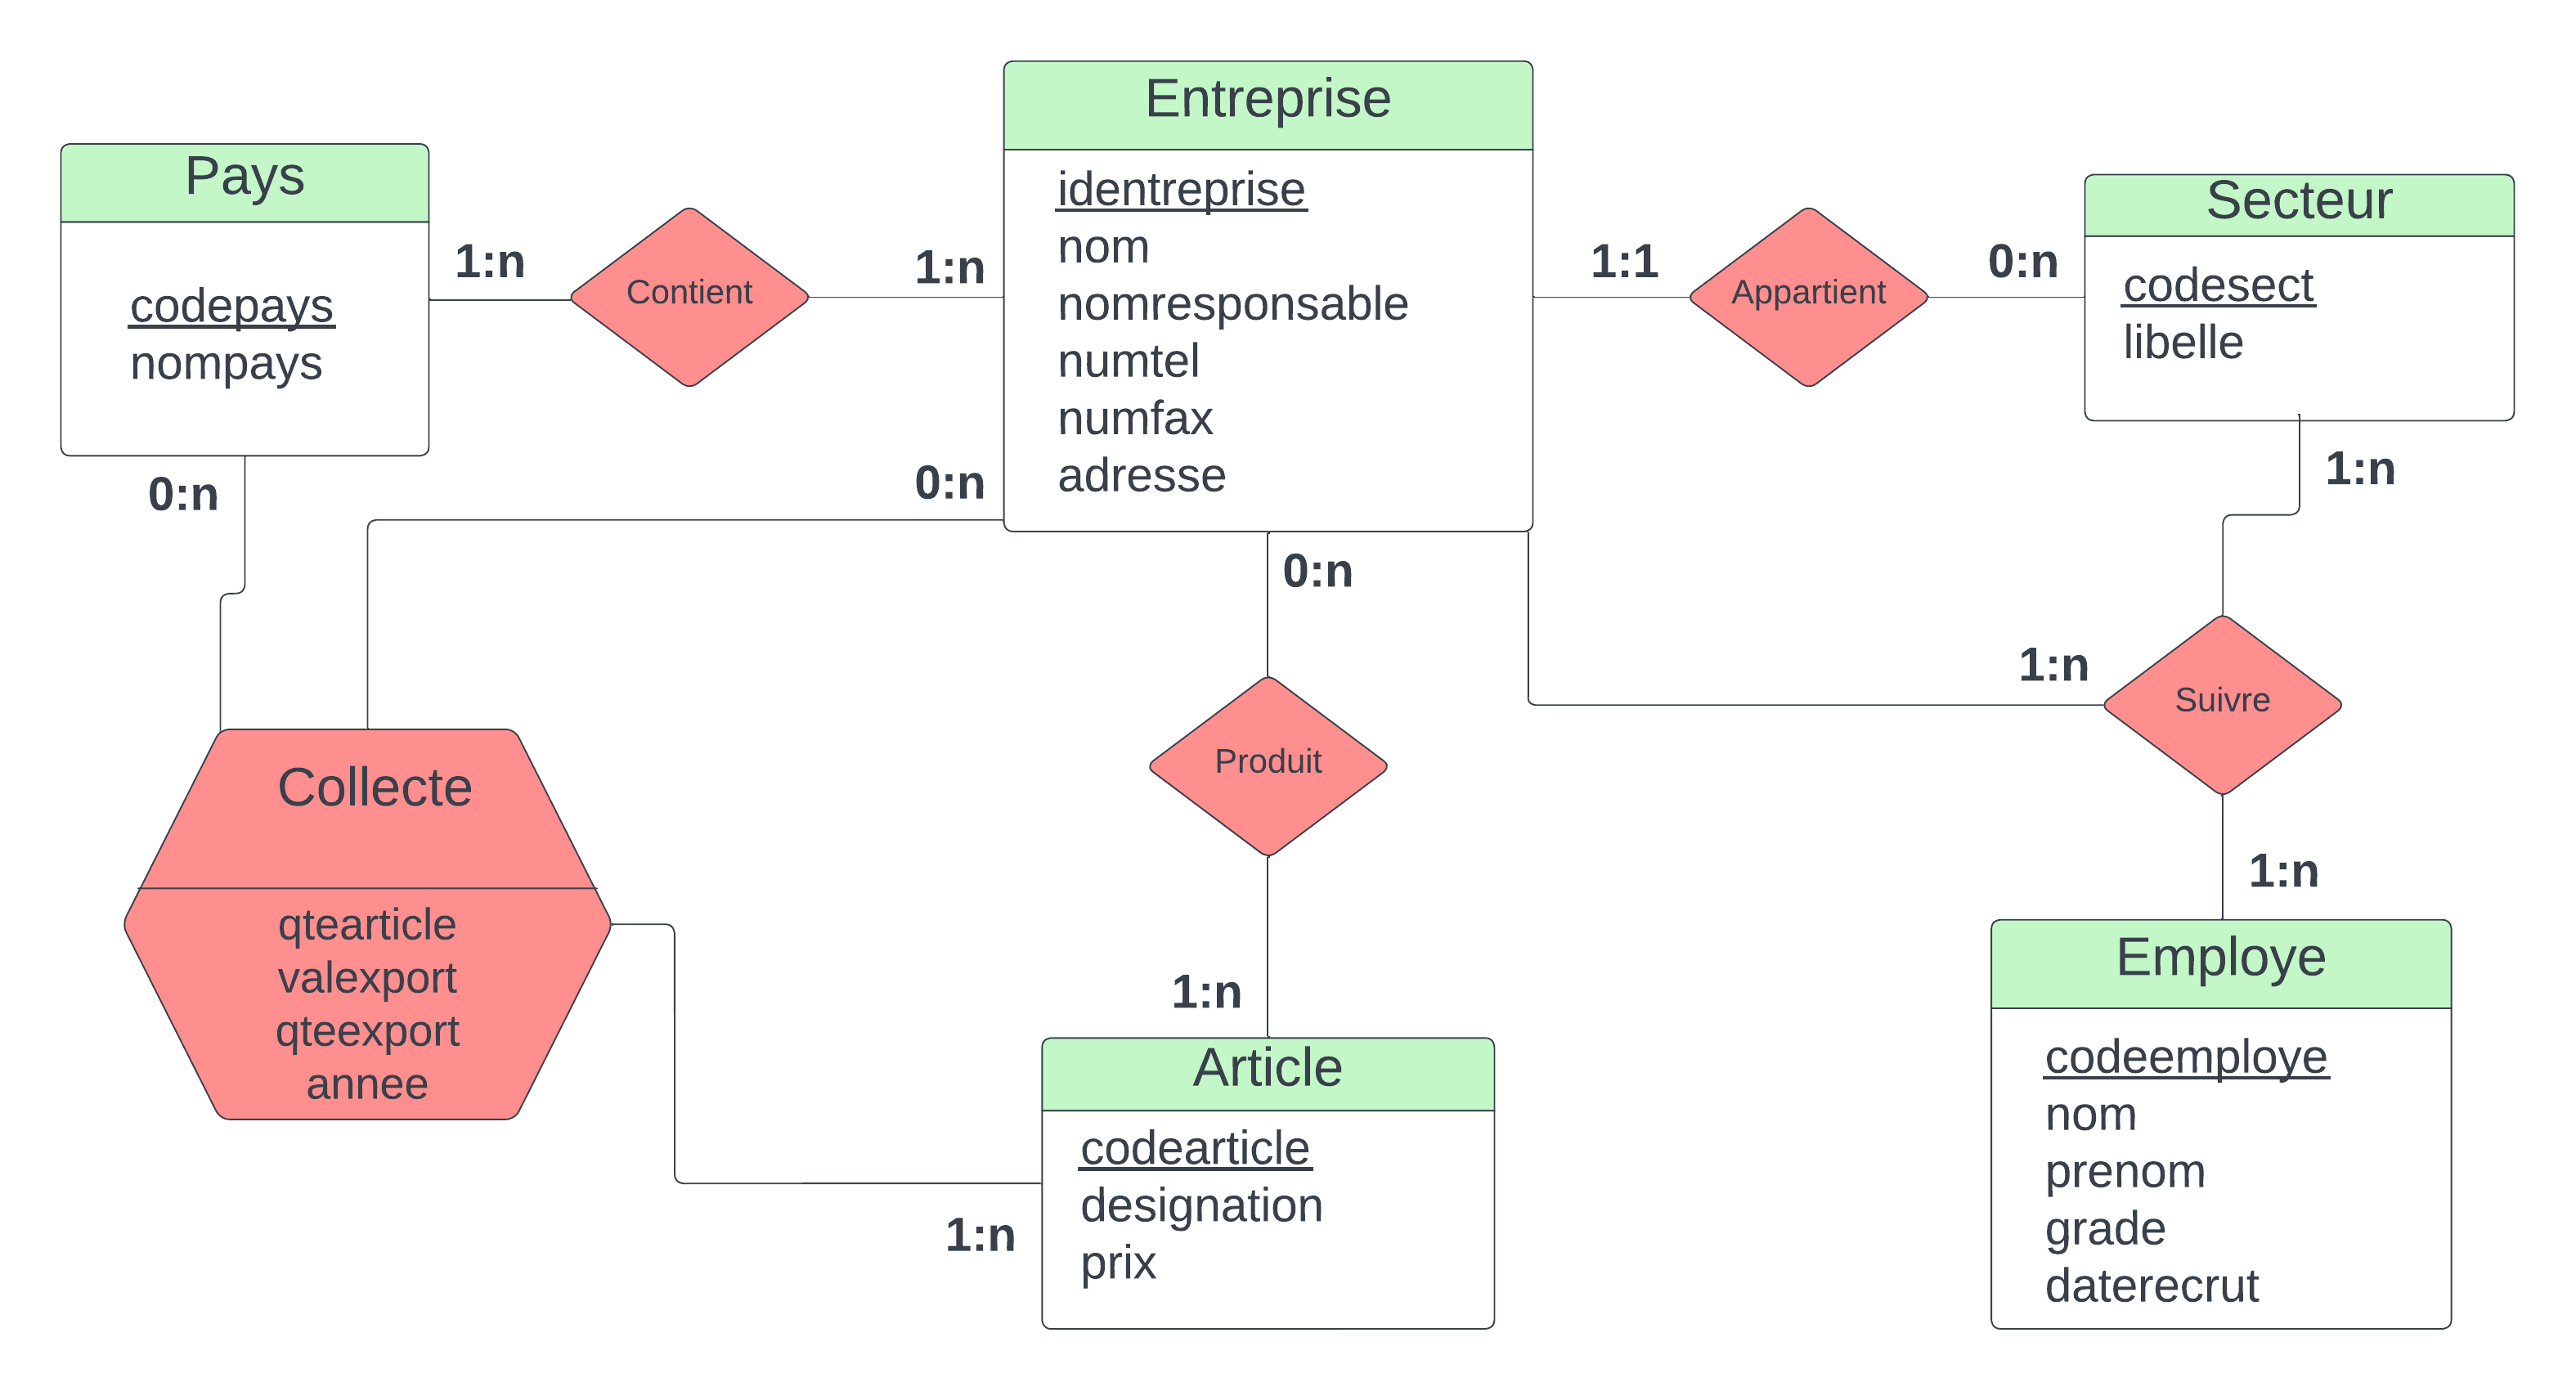 Entreprise
identreprise
nom
nomresponsable
numtel
numfax
adresse
Pays
codepays
nompays
1:n
Contient
1:n
1:1
Appartient
0:n
Secteur
codesect
libelle
0:n
0:n
0:n
1:n
1:n
Suivre
1:n
Produit
1:n
Collecte
qtearticle
valexport
qteexport
annee
1:n
Article
codearticle
designation
prix
Employe
codeemploye
nom
prenom
grade
daterecrut